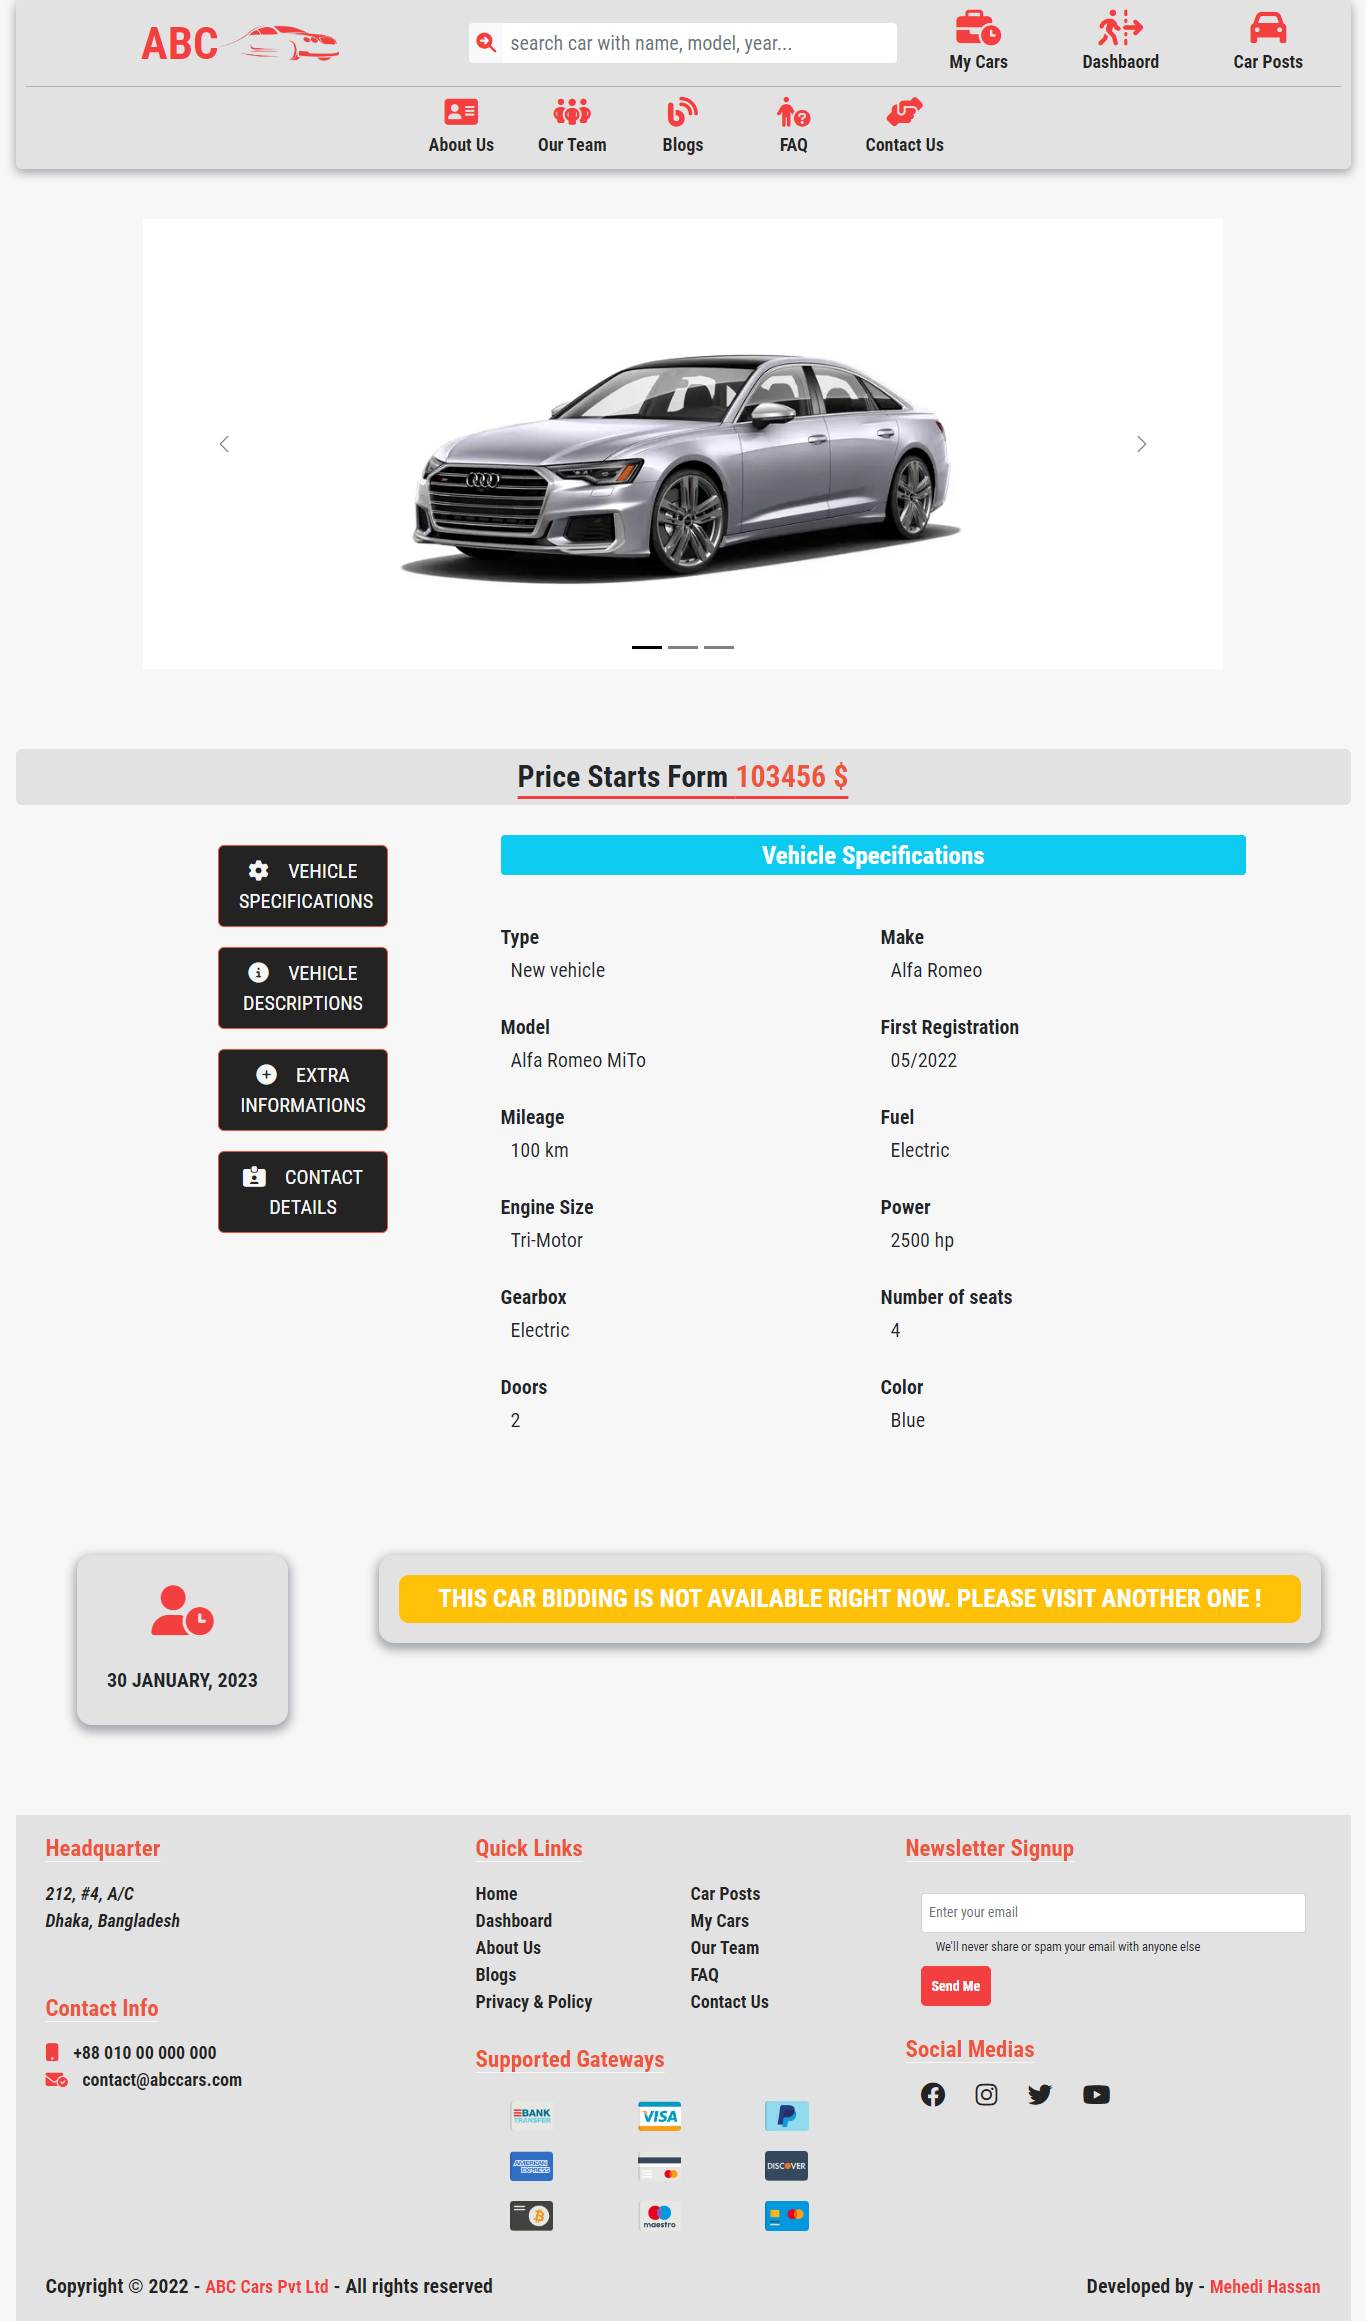 ABC
search car with name, model, year...
My Cars
Dashbaord
Car Posts
About Us
Our Team
Blogs
FAQ
Contact Us
Price Starts Form 103456 $
VEHICLE
SPECIFICATIONS
VEHICLE
DESCRIPTIONS
EXTRA
INFORMATIONS
CONTACT
DETAILS
Vehicle Specifications
Type
New vehicle
Make
Alfa Romeo
Model
Alfa Romeo MiTo
First Registration
05/2022
Mileage
100 km
Fuel
Electric
Engine Size
Tri-Motor
Power
2500 hp
Gearbox
Electric
Number of seats
4
Doors
2
Color
Blue
30 JANUARY, 2023
THIS CAR BIDDING IS NOT AVAILABLE RIGHT NOW. PLEASE VISIT ANOTHER ONE !
Headquarter
212, #4, A/C
Dhaka, Bangladesh
Contact Info
+88 010 00 000 000
contact@abccars.com
Quick Links
Home
Dashboard
About Us
Blogs
Privacy & Policy
Car Posts
My Cars
Our Team
FAQ
Contact Us
Supported Gateways
BANK
TRANSFER
VISA
AMERICAN
EXPRESS
DISCOVER
maestro
Newsletter Signup
Enter your email
We'll never share or spam your email with anyone else
Send Me
Social Medias
Copyright © 2022 - ABC Cars Pvt Ltd - All rights reserved
Developed by - Mehedi Hassan